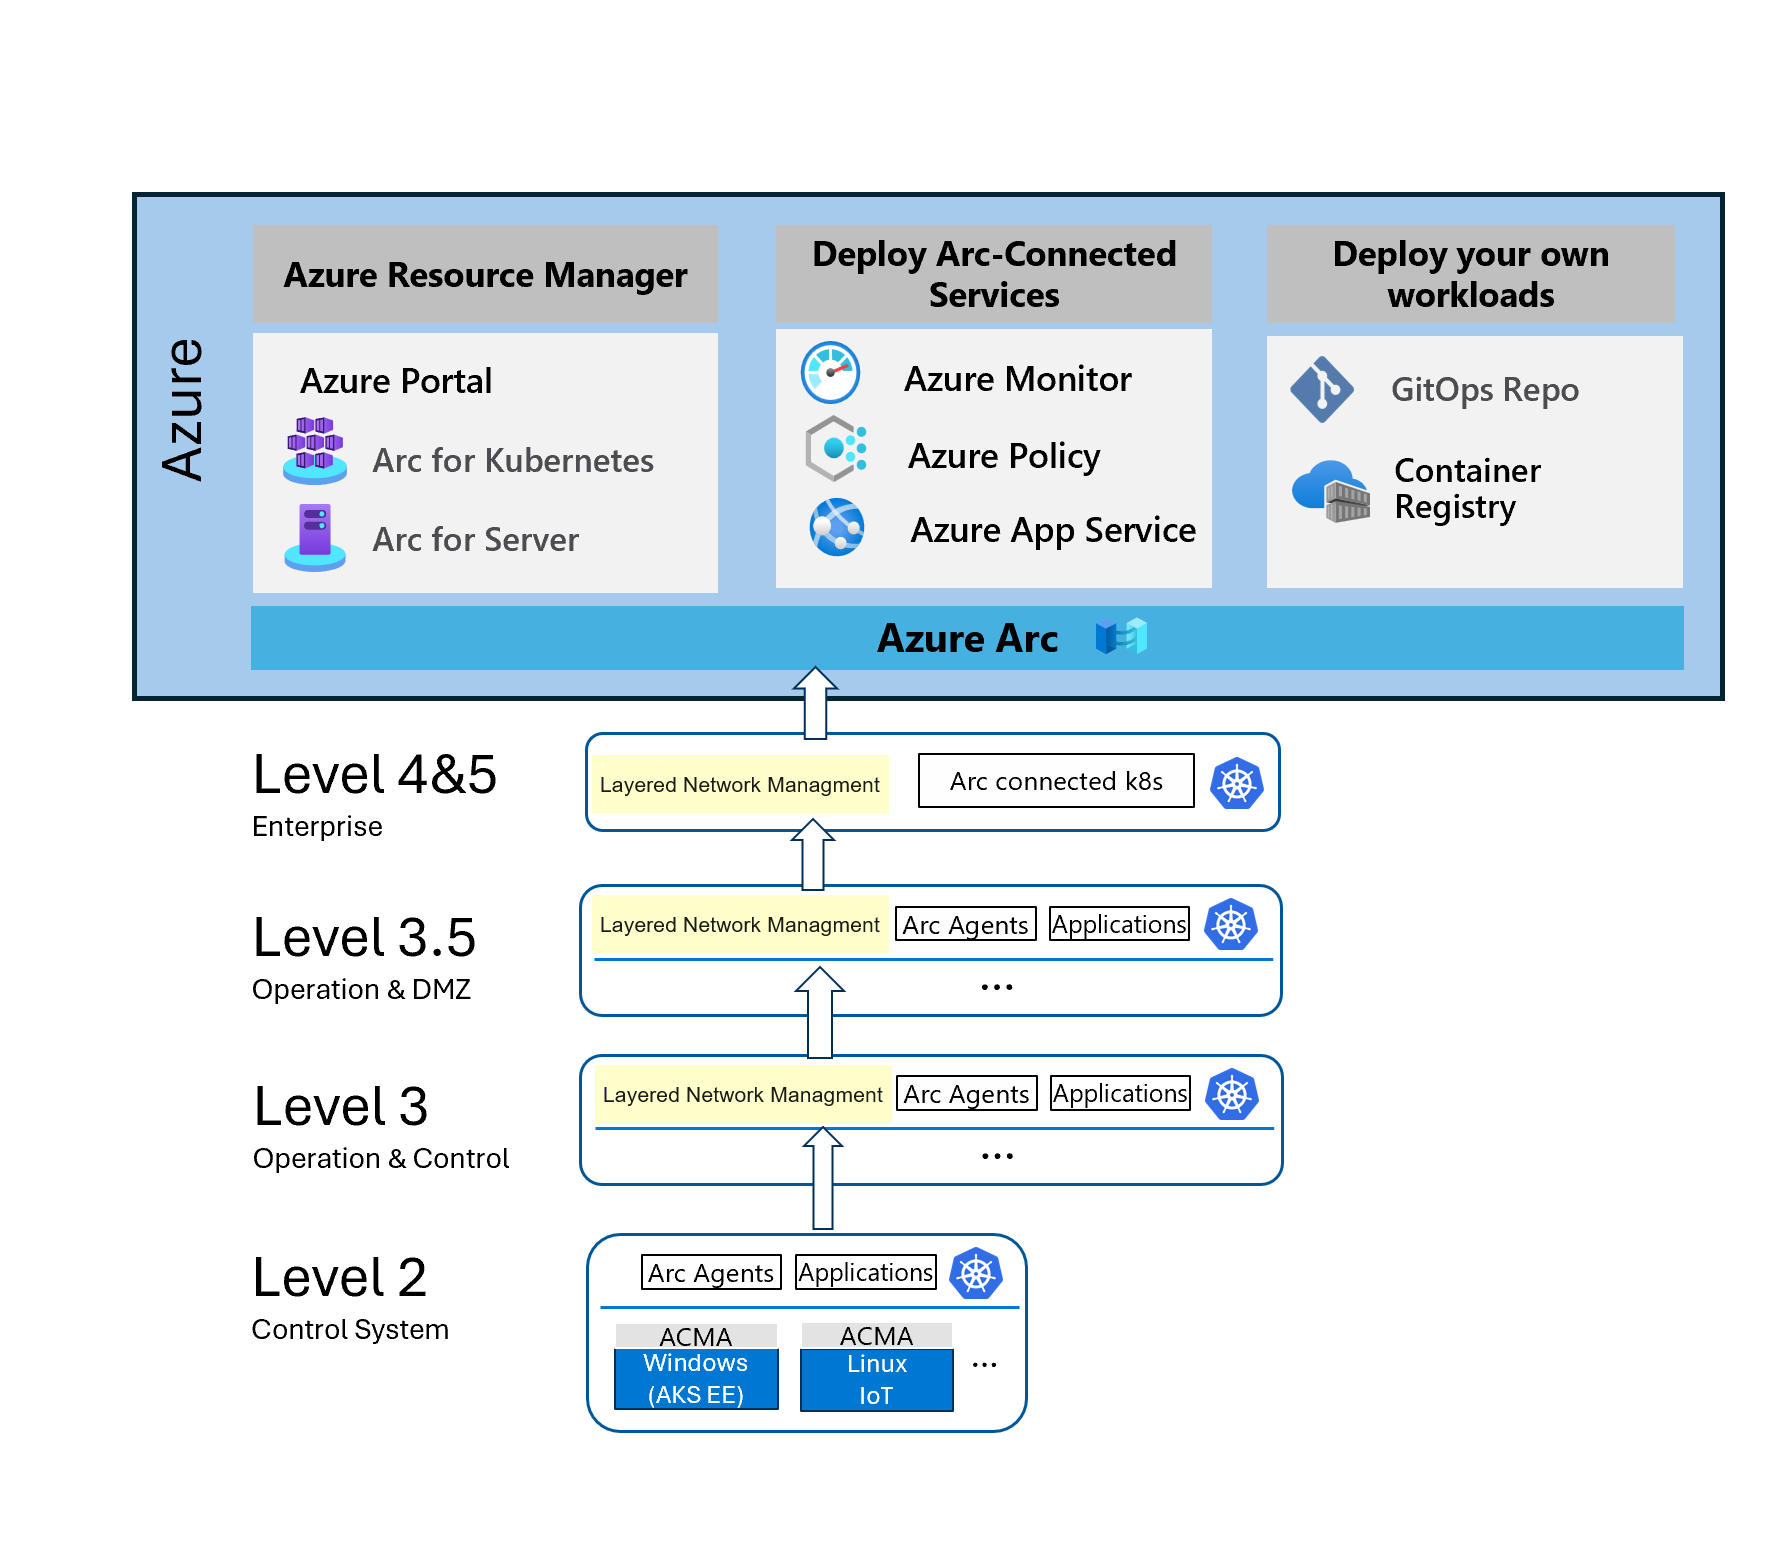 Azure
Azure Resource Manager
Azure Portal
Arc for Kubernetes
Arc for Server
Deploy Arc-Connected
Services
Azure Monitor
Azure Policy
Azure App Service
Deploy your own
workloads
GitOps Repo
Container
Registry
Azure Arc
Level 4&5
Enterprise
Layered Network Managment
Arc connected k8s
Level 3.5
Operation & DMZ
Layered Network Managment
Arc Agents
Applications
...
Level 3
Operation & Control
Layered Network Managment
Arc Agents
Applications
...
Level 2
Control System
Arc Agents
Applications
ACMA
Windows
(AKS EE)
ACMA
Linux
IoT
...